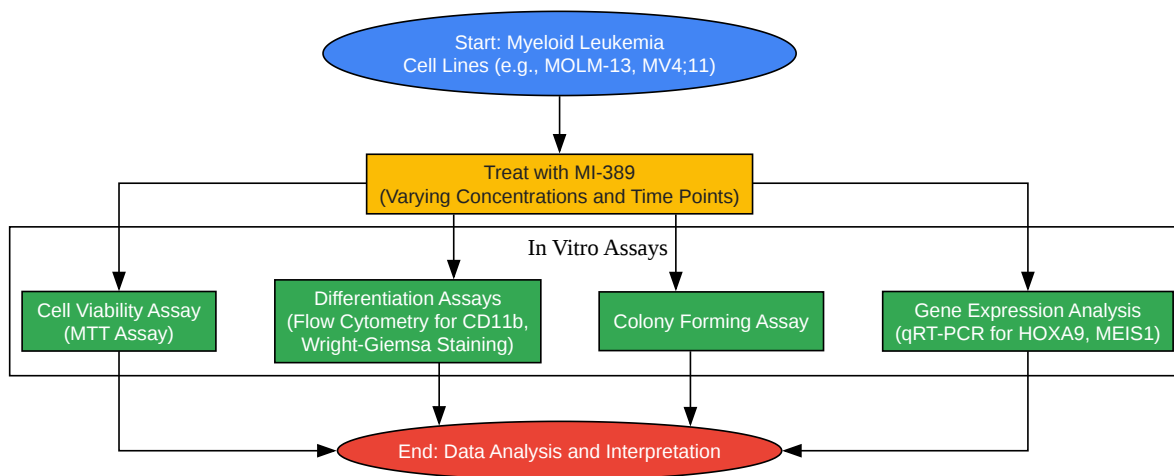 Start: Myeloid Leukemia
Cell Lines (e.g., MOLM-13, MV4;11)
Treat with MI-389
(Varying Concentrations and Time Points)
In Vitro Assays
Cell Viability Assay
(MTT Assay)
Differentiation Assays
(Flow Cytometry for CD11b,
Wright-Giemsa Staining)
Colony Forming Assay
Gene Expression Analysis
(qRT-PCR for HOXA9, MEIS1)
End: Data Analysis and Interpretation